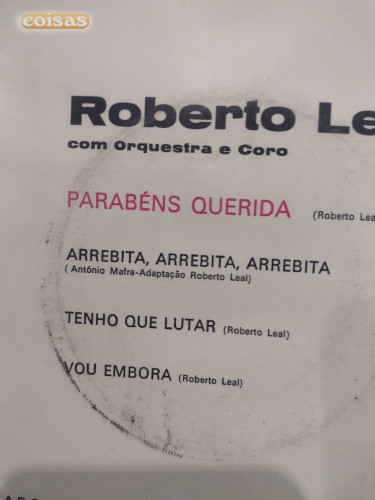 coisas
Roberto Le
com Orquestra e Coro
PARABÉNS QUERIDA (Roberto Lea
ARREBITA, ARREBITA, ARREBITA
( António Mafra-Adaptação Roberto Leal)
TENHO QUE LUTAR (Roberto Leal)
VOU EMBORA (Roberto Leal)